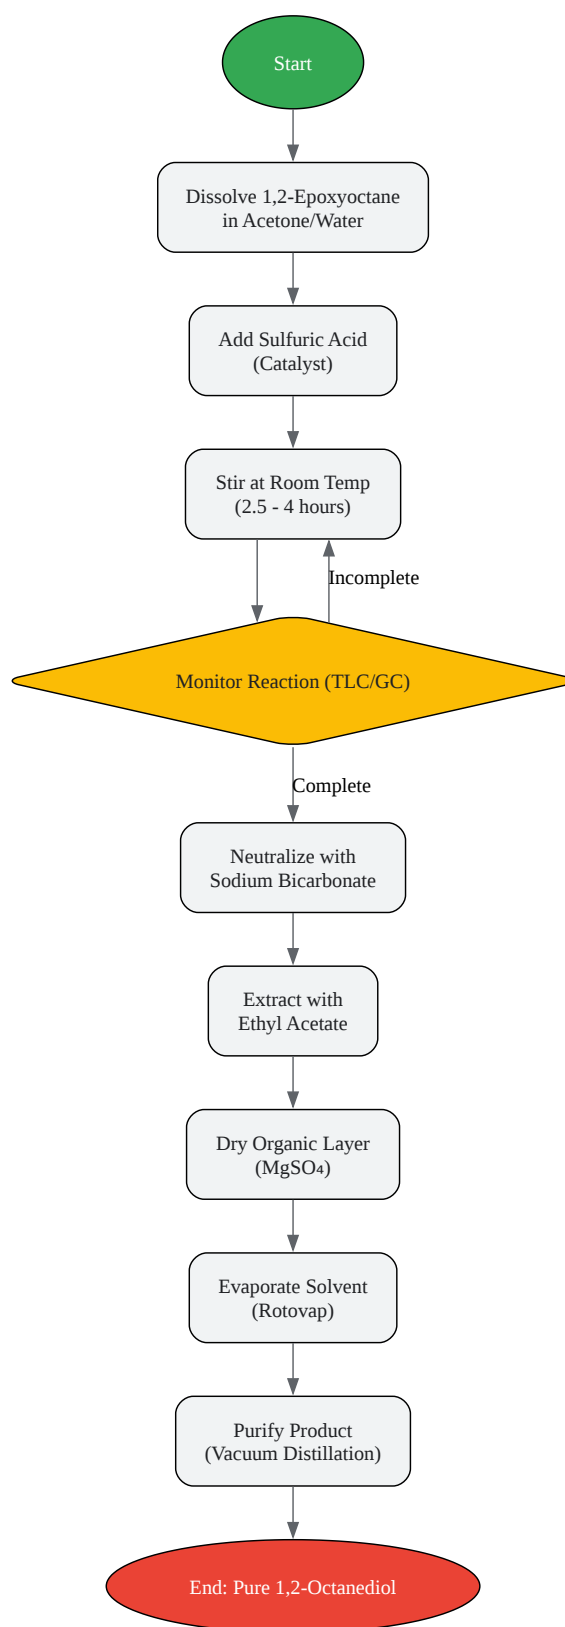 Start
Dissolve 1,2-Epoxyoctane
in Acetone/Water
Add Sulfuric Acid
(Catalyst)
Stir at Room Temp
(2.5 - 4 hours)
Incomplete
Monitor Reaction (TLC/GC)
Complete
Neutralize with
Sodium Bicarbonate
Extract with
Ethyl Acetate
Dry Organic Layer
(MgSO₄)
Evaporate Solvent
(Rotovap)
Purify Product
(Vacuum Distillation)
End: Pure 1,2-Octanediol